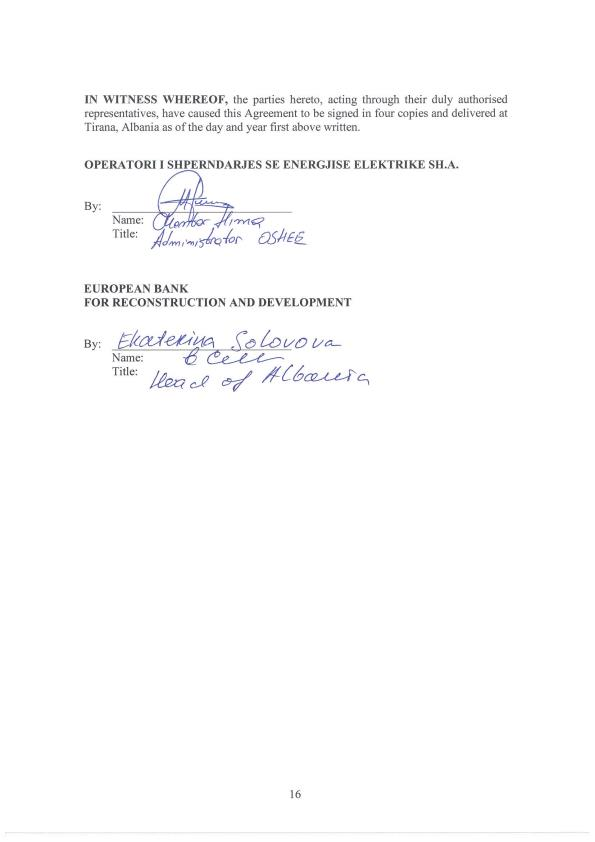 IN WITNESS WHEREOF, the parties hereto, acting through their duly authorised
representatives, have caused this Agreement to be signed in four copies and delivered at
Tirana, Albania as of the day and year first above written.
OPERATORI I SHPERNDARJES SE ENERGJISE ELEKTRIKE SH.A.
By:
Name: Hima
Title: Administrator OSHEE
EUROPEAN BANK
FOR RECONSTRUCTION AND DEVELOPMENT
By: Ekaterina Solovova
Name:
Title: Head of Albania
16